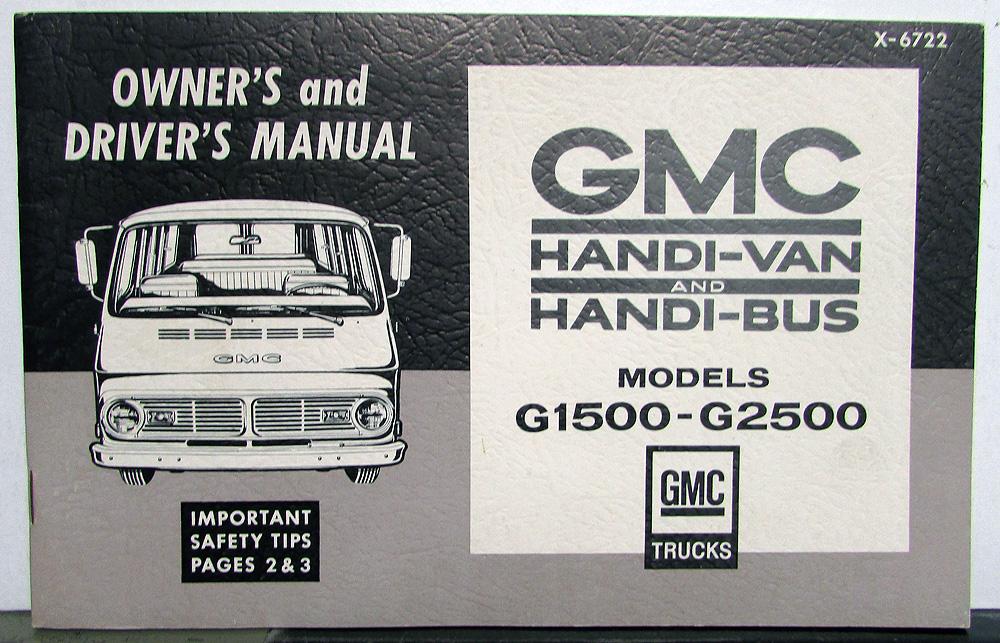 X-6722
OWNER'S and
DRIVER'S MANUAL
GMC
HANDI-VAN
AND
HANDI-BUS
MODELS
G1500-G2500
GMC
TRUCKS
GMC
IMPORTANT
SAFETY TIPS
PAGES 2 & 3